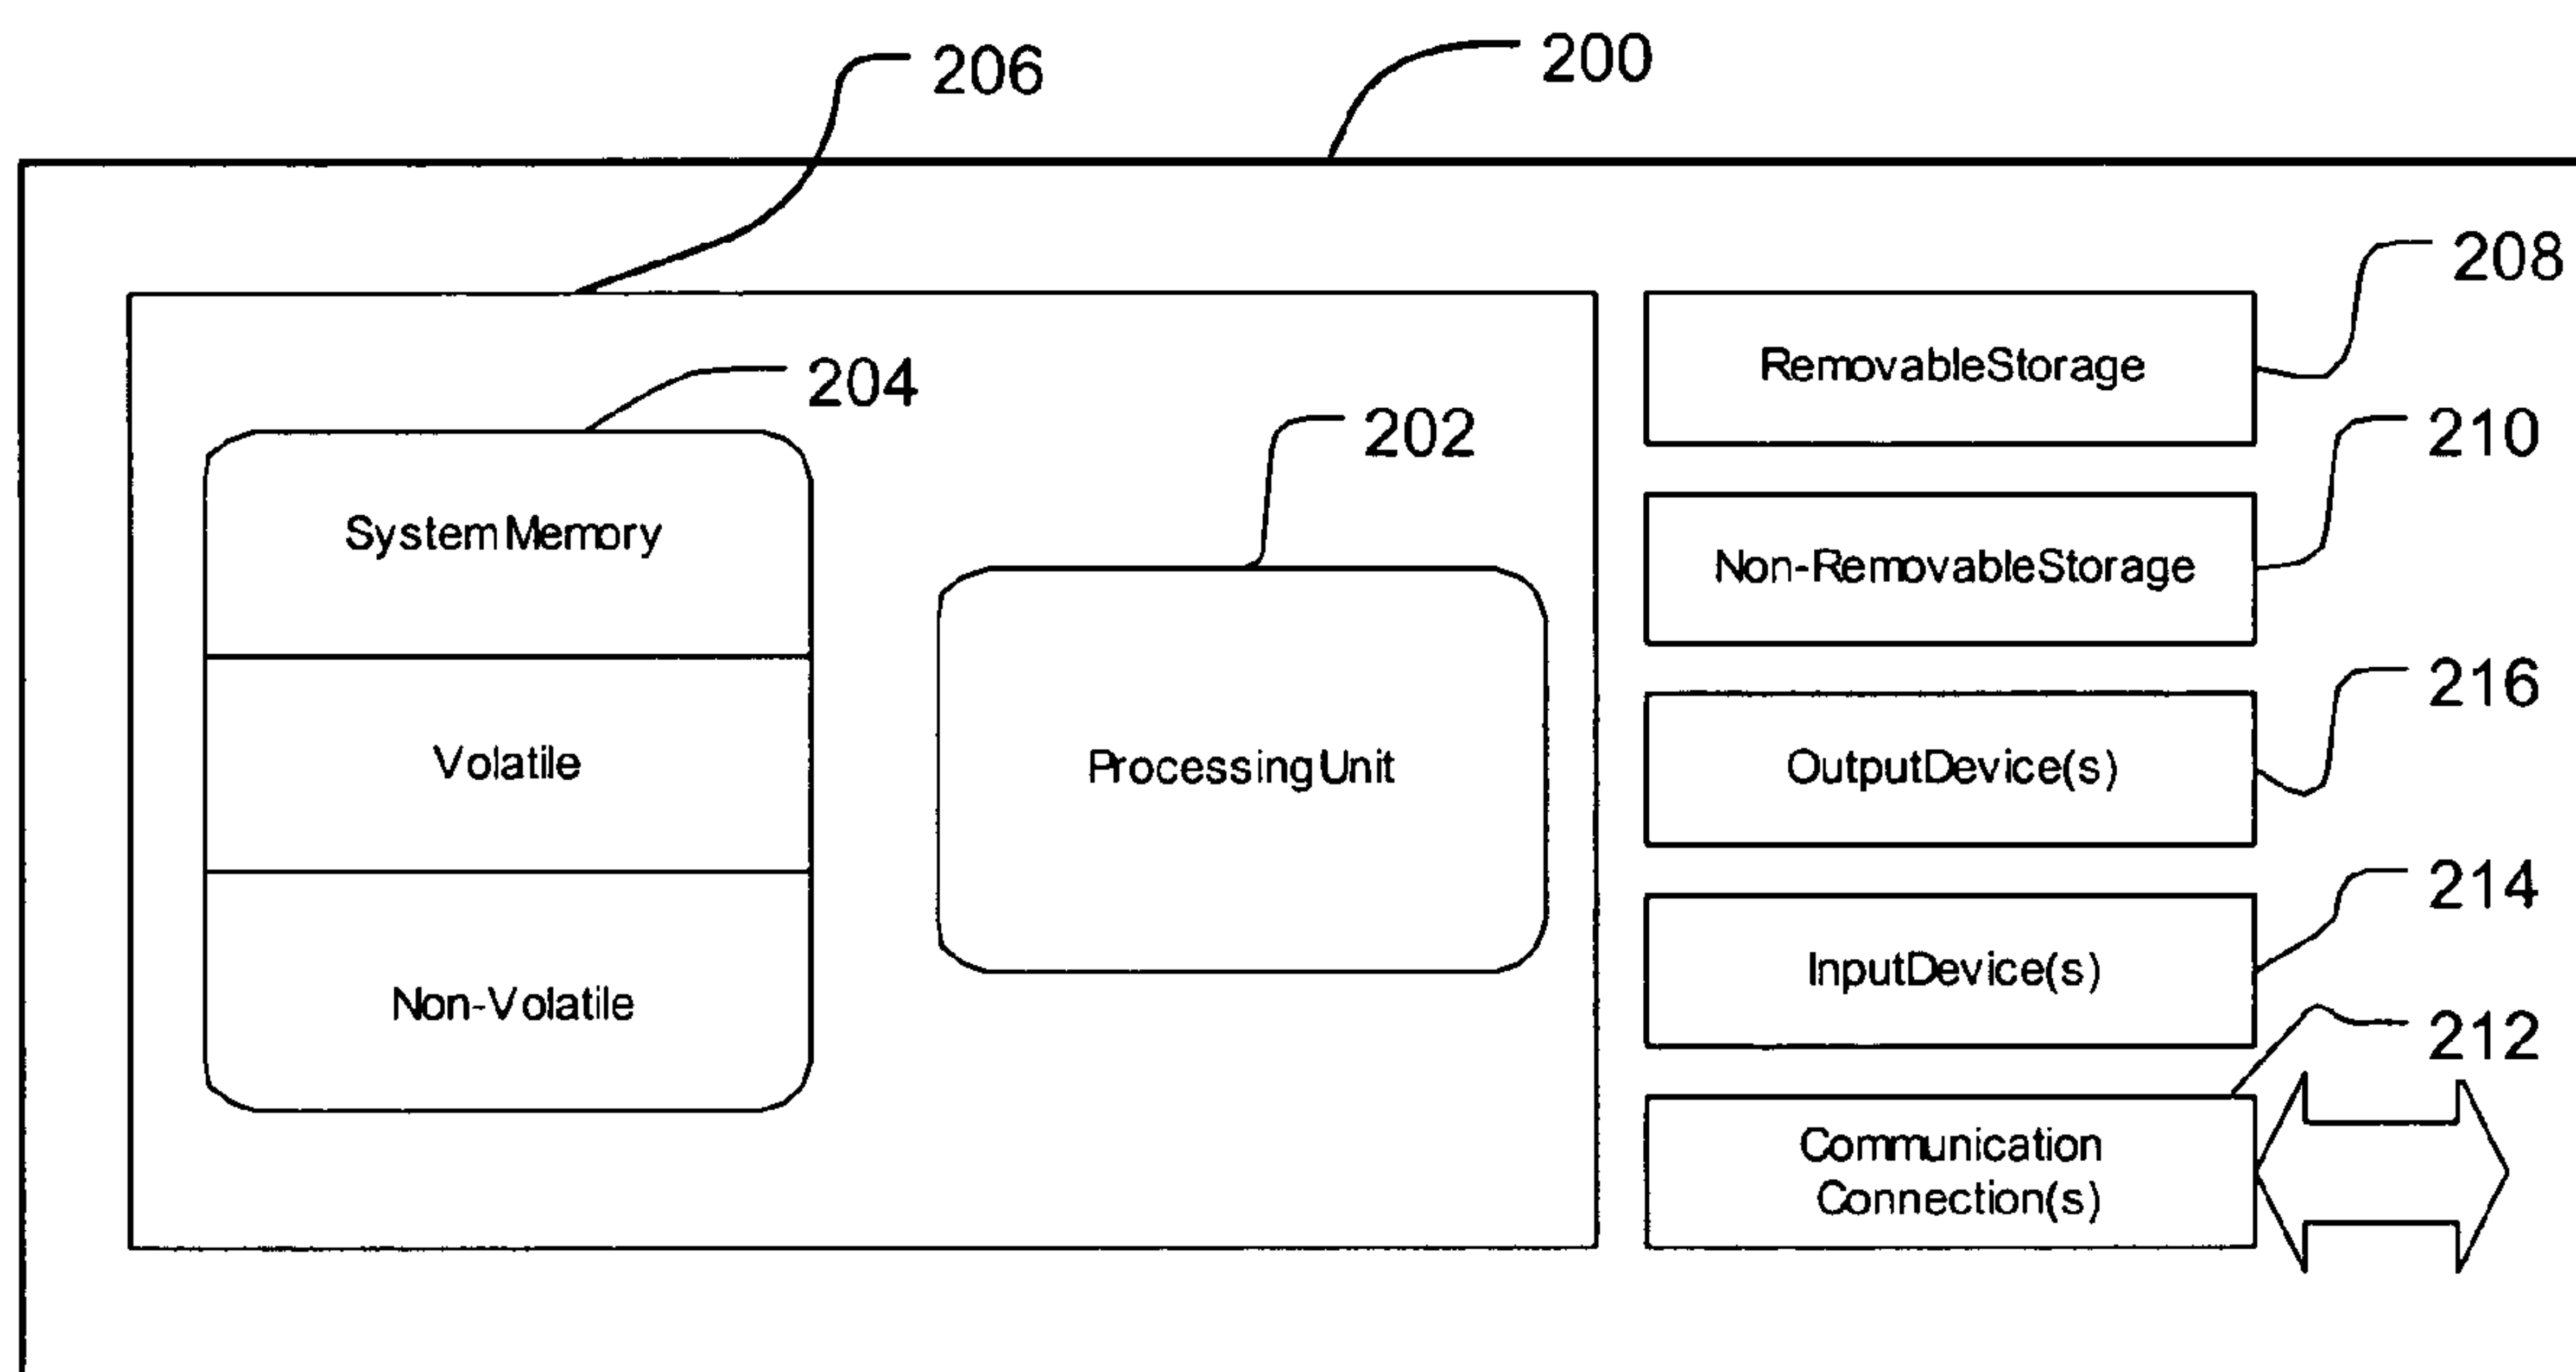 200
206
208
RemovableStorage
204
202
210
SystemMemory
Non-RemovableStorage
216
Volatile
ProcessingUnit
OutputDevice(s)
214
InputDevice(s)
Non-Volatile
212
Communication
Connection(s)